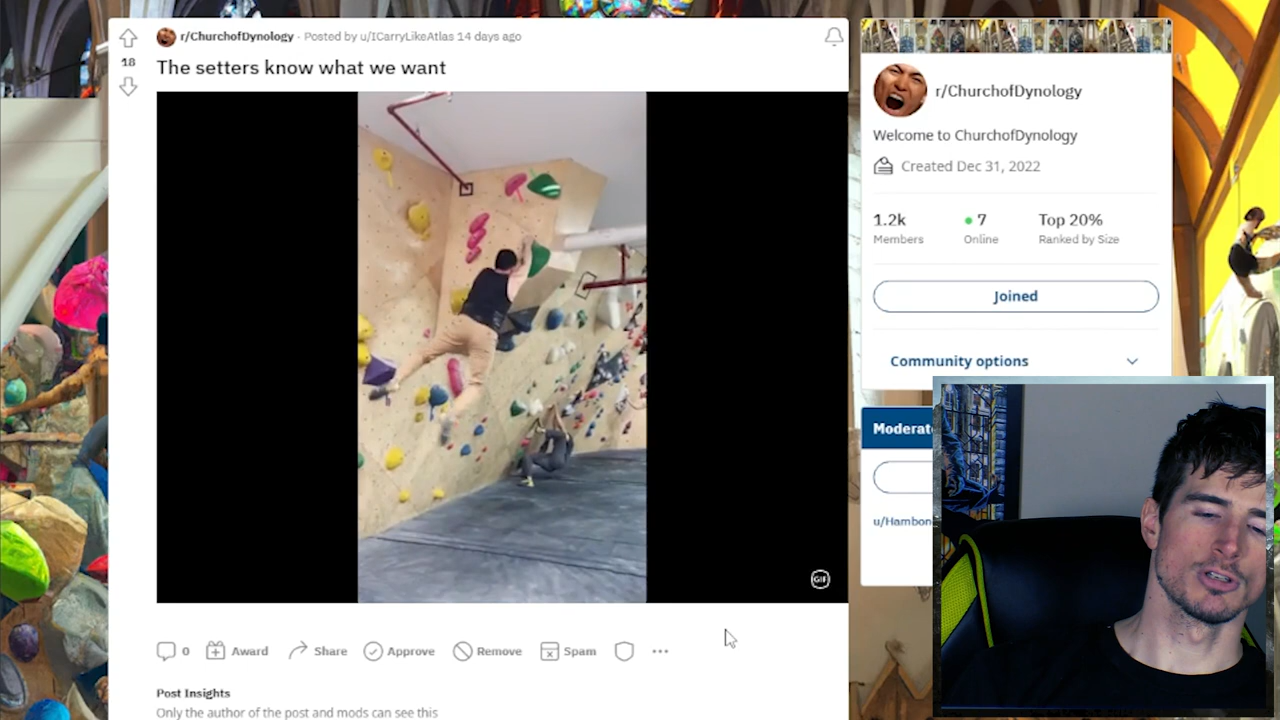 r/ChurchofDynology · Posted by u/ICarryLikeAtlas 14 days ago
18
The setters know what we want
GIF
0 Award Share Approve Remove Spam
Post Insights
Only the author of the post and mods can see this
r/ChurchofDynology
Welcome to ChurchofDynology
Created Dec 31, 2022
1.2k 7 Top 20%
Members Online Ranked by Size
Joined
Community options
Moderat
u/Hambon